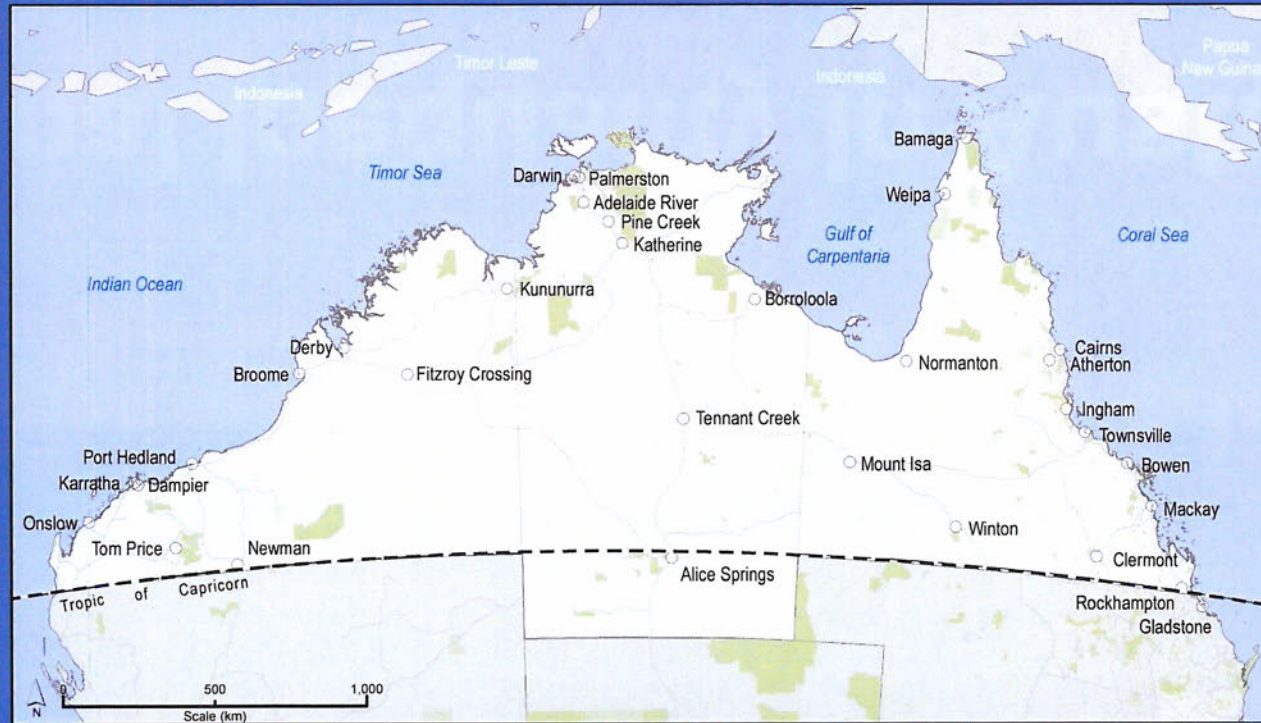 Timor Leste
Indonesia
Indonesia
Papua
New Guinea
Bamaga
Timor Sea
Darwin
Palmerston
Weipa
Adelaide River
Pine Creek
Katherine
Gulf of
Carpentaria
Coral Sea
Indian Ocean
Kununurra
Borroloola
Derby
Broome
Fitzroy Crossing
Normanton
Cairns
Atherton
Ingham
Tennant Creek
Townsville
Port Hedland
Mount Isa
Bowen
Karratha
Dampier
Mackay
Onslow
Winton
Tom Price
Newman
Clermont
Alice Springs
Tropic of Capricorn
Rockhampton
Gladstone
N
0 500 1,000
Scale (km)